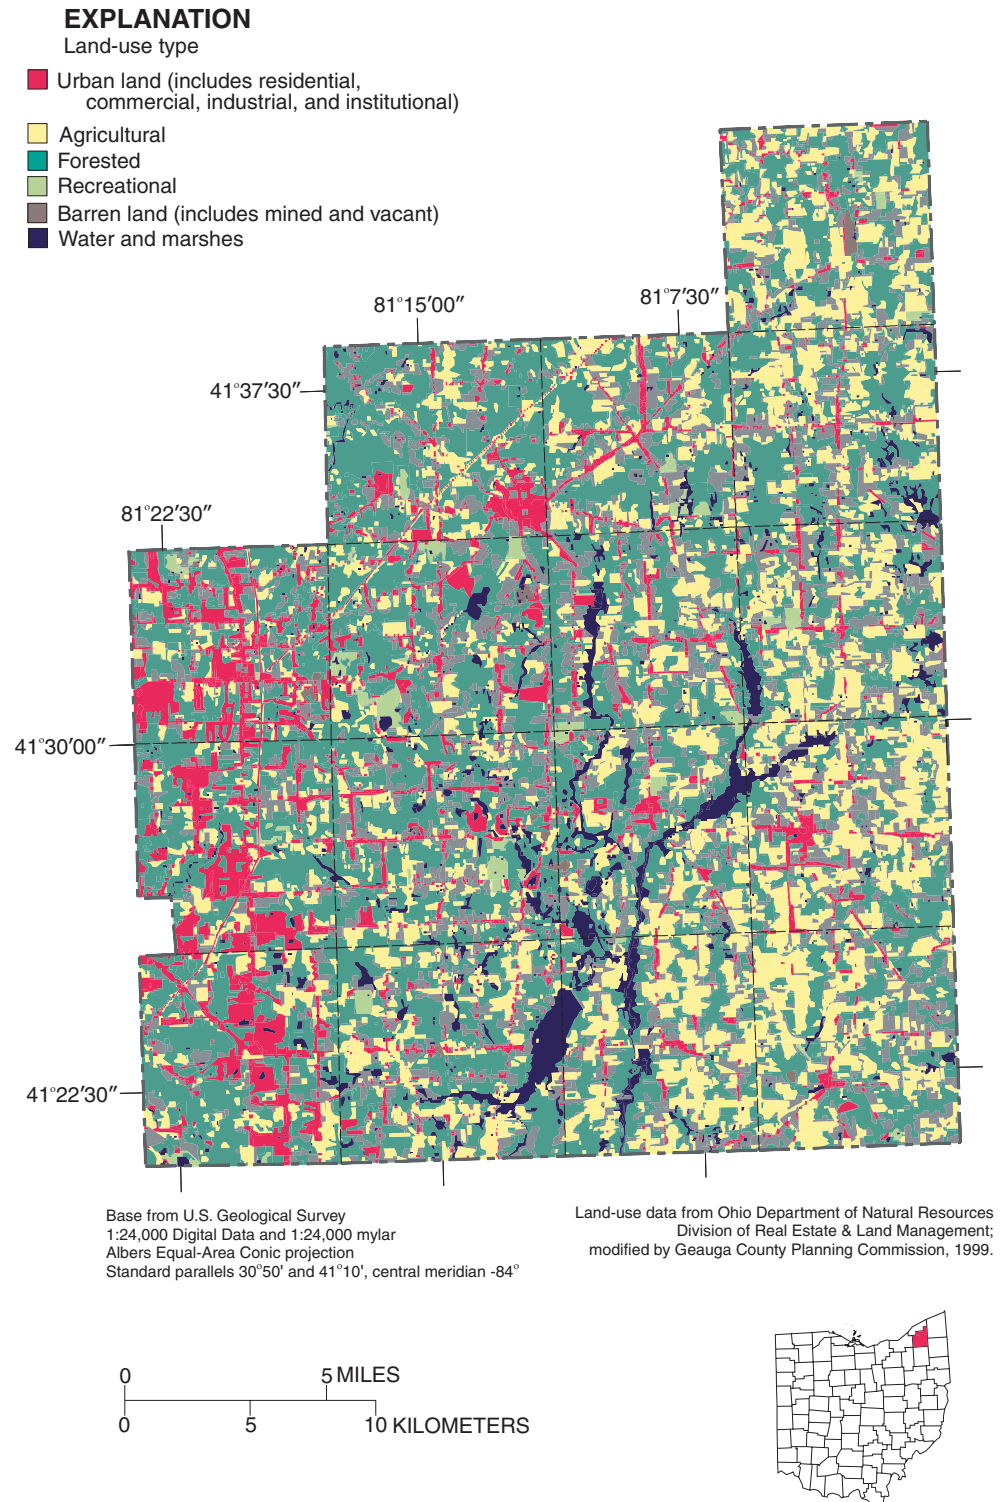 EXPLANATION
Land-use type
Urban land (includes residential,
commercial, industrial, and institutional)
Agricultural
Forested
Recreational
Barren land (includes mined and vacant)
Water and marshes
81°15′00″
81°7′30″
41°37′30″
81°22′30″
41°30′00″
41°22′30″
Base from U.S. Geological Survey
1:24,000 Digital Data and 1:24,000 mylar
Albers Equal-Area Conic projection
Standard parallels 30°50' and 41°10', central meridian -84°
Land-use data from Ohio Department of Natural Resources
Division of Real Estate & Land Management;
modified by Geauga County Planning Commission, 1999.
0 5 MILES
0 5 10 KILOMETERS